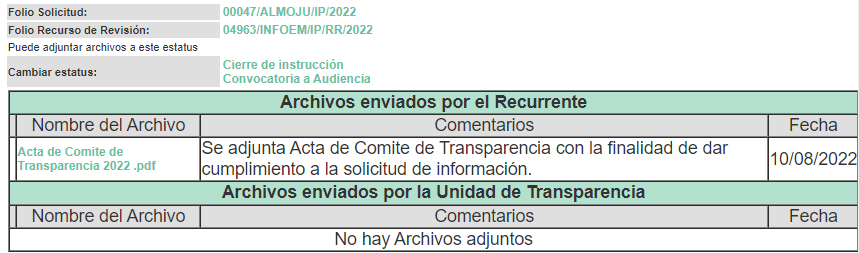 Folio Solicitud: 00047/ALMOJU/IP/2022
Folio Recurso de Revisión: 04963/INFOEM/IP/RR/2022
Puede adjuntar archivos a este estatus
Cambiar estatus: Cierre de instrucción
Convocatoria a Audiencia
Archivos enviados por el Recurrente
Nombre del Archivo Comentarios Fecha
Acta de Comite de Transparencia 2022 .pdf Se adjunta Acta de Comite de Transparencia con la finalidad de dar
cumplimiento a la solicitud de información. 10/08/2022
Archivos enviados por la Unidad de Transparencia
Nombre del Archivo Comentarios Fecha
No hay Archivos adjuntos